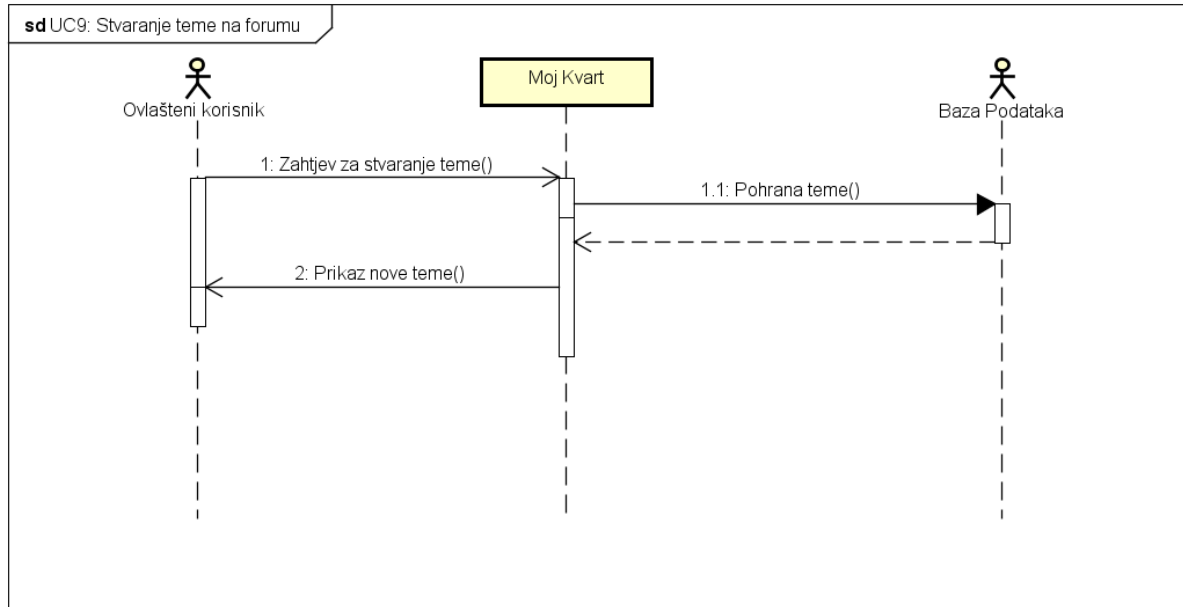 sd UC9: Stvaranje teme na forumu
Ovlašteni korisnik
Moj Kvart
Baza Podataka
1: Zahtjev za stvaranje teme()
1.1: Pohrana teme()
2: Prikaz nove teme()